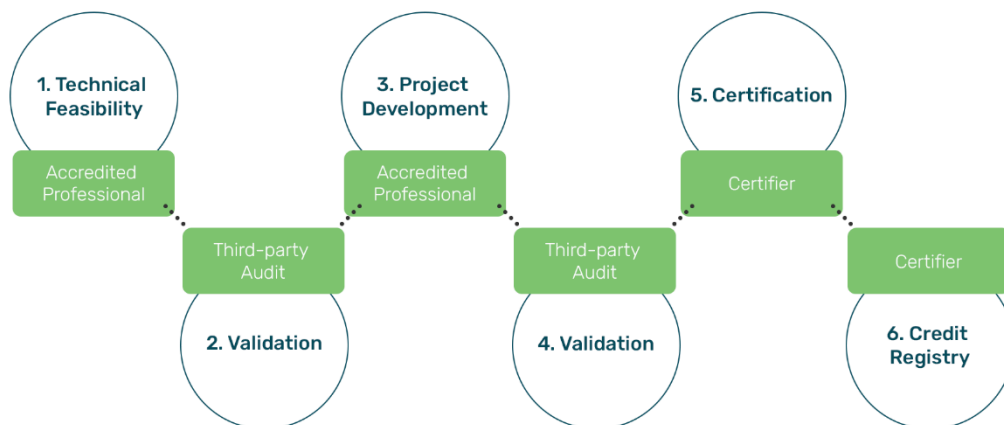 1. Technical
Feasibility
Accredited
Professional
Third-party
Audit
2. Validation
3. Project
Development
Accredited
Professional
Third-party
Audit
4. Validation
5. Certification
Certifier
Certifier
6. Credit
Registry